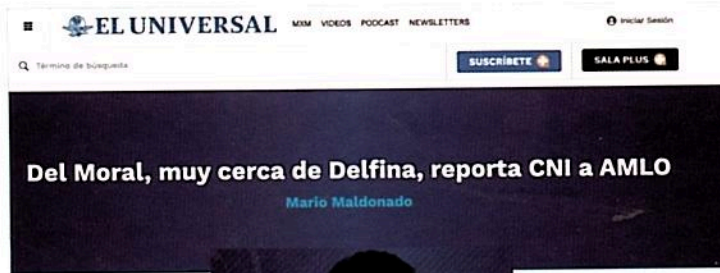 EL UNIVERSAL MXM VIDEOS PODCAST NEWSLETTERS Iniciar Sesión
Término de búsqueda SUSCRÍBETE SALA PLUS
Del Moral, muy cerca de Delfina, reporta CNI a AMLO
Mario Maldonado